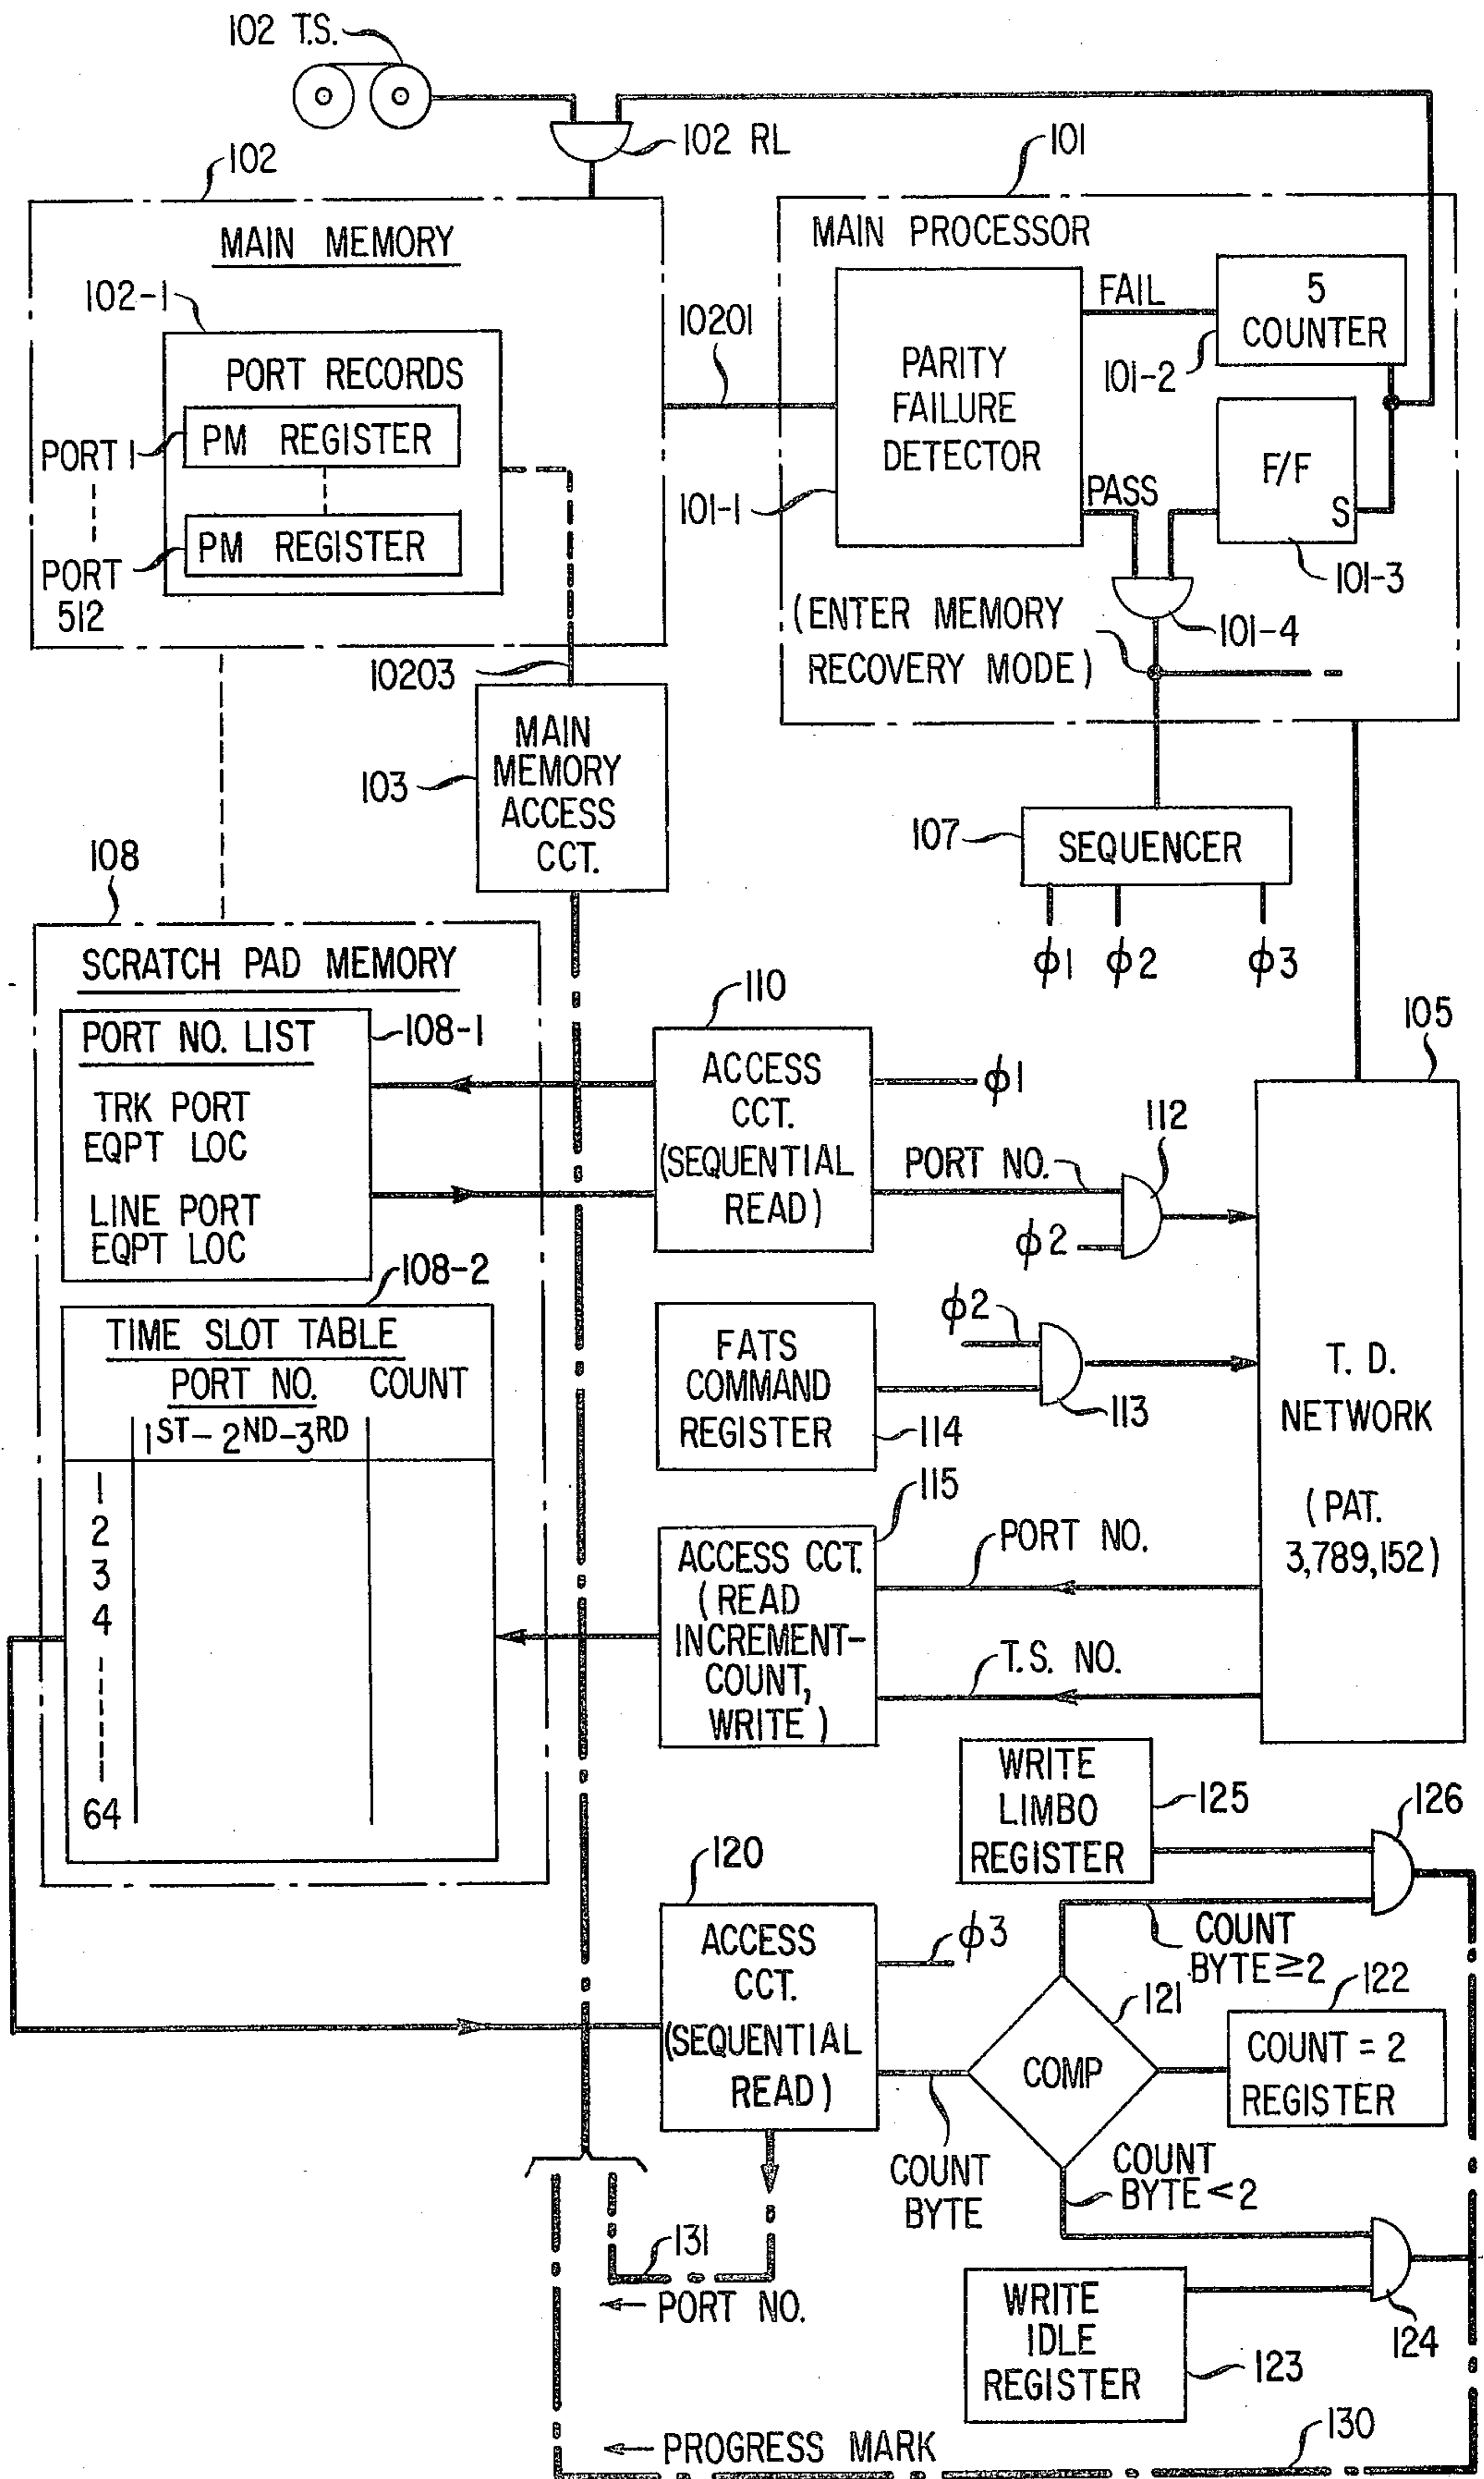 102 T.S.
102 RL
102
101
MAIN MEMORY
MAIN PROCESSOR
102-1
PORT RECORDS
PM REGISTER
PORT 1
PM REGISTER
PORT
512
10201
PARITY
FAILURE
DETECTOR
101-1
FAIL
5
COUNTER
101-2
F/F
S
101-3
PASS
101-4
(ENTER MEMORY
RECOVERY MODE)
10203
MAIN
MEMORY
ACCESS
CCT.
103
107
SEQUENCER
ϕ1 ϕ2 ϕ3
108
SCRATCH PAD MEMORY
PORT NO. LIST
108-1
TRK PORT
EQPT LOC
LINE PORT
EQPT LOC
110
ACCESS
CCT.
(SEQUENTIAL
READ)
ϕ1
PORT NO.
112
ϕ2
105
108-2
TIME SLOT TABLE
PORT NO. COUNT
1ST-2ND-3RD
1
2
3
4
64
FATS
COMMAND
REGISTER
114
ϕ2
113
T. D.
NETWORK
(PAT.
3,789,152)
115
ACCESS CCT.
(READ
INCREMENT-
COUNT,
WRITE)
PORT NO.
T.S. NO.
WRITE
LIMBO
REGISTER
125
126
120
ACCESS
CCT.
(SEQUENTIAL
READ)
ϕ3
COUNT
BYTE≥2
121
COMP
122
COUNT = 2
REGISTER
COUNT
BYTE
COUNT
BYTE<2
131
PORT NO.
WRITE
IDLE
REGISTER
123
124
PROGRESS MARK
130